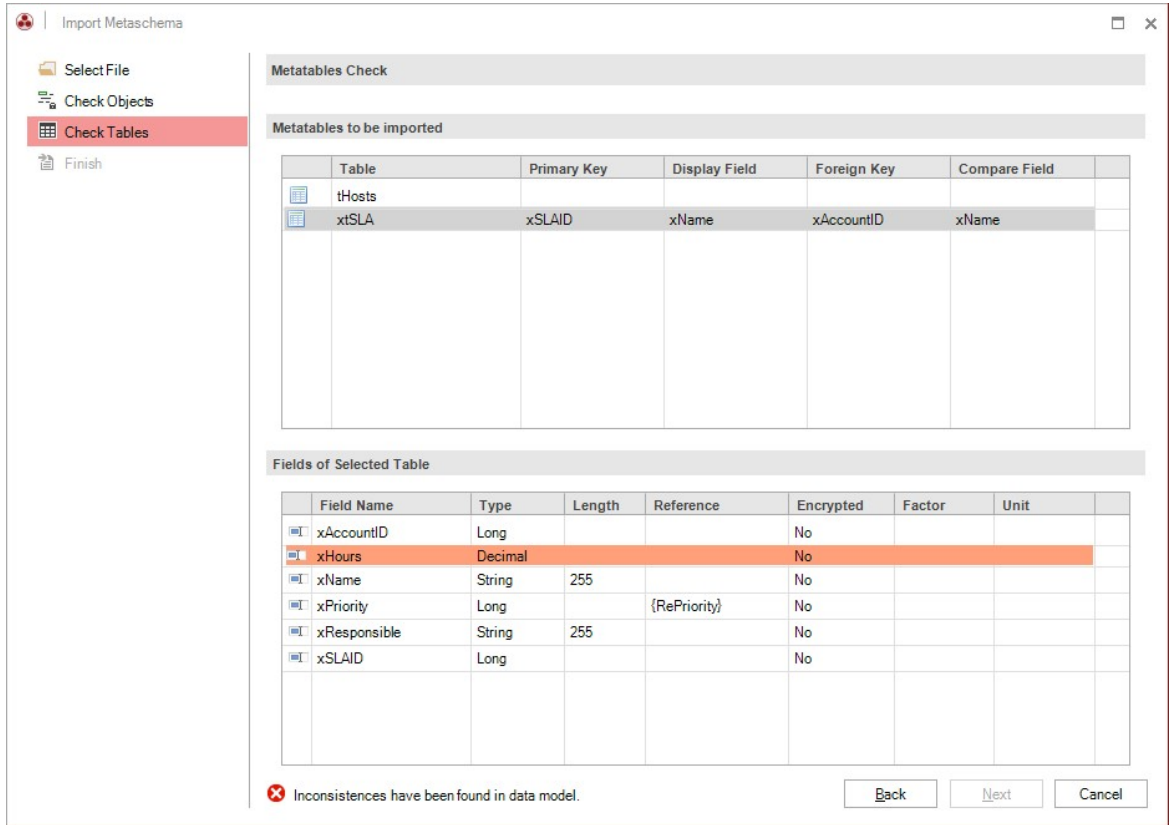 Import Metaschema
Select File
Check Objects
Check Tables
Finish
Metatables Check
Metatables to be imported
Table Primary Key Display Field Foreign Key Compare Field
tHosts
xtSLA xSLAID xName xAccountID xName
Fields of Selected Table
Field Name Type Length Reference Encrypted Factor Unit
xAccountID Long No
xHours Decimal No
xName String 255 No
xPriority Long {RePriority} No
xResponsible String 255 No
xSLAID Long No
Inconsistences have been found in data model.
Back Next Cancel